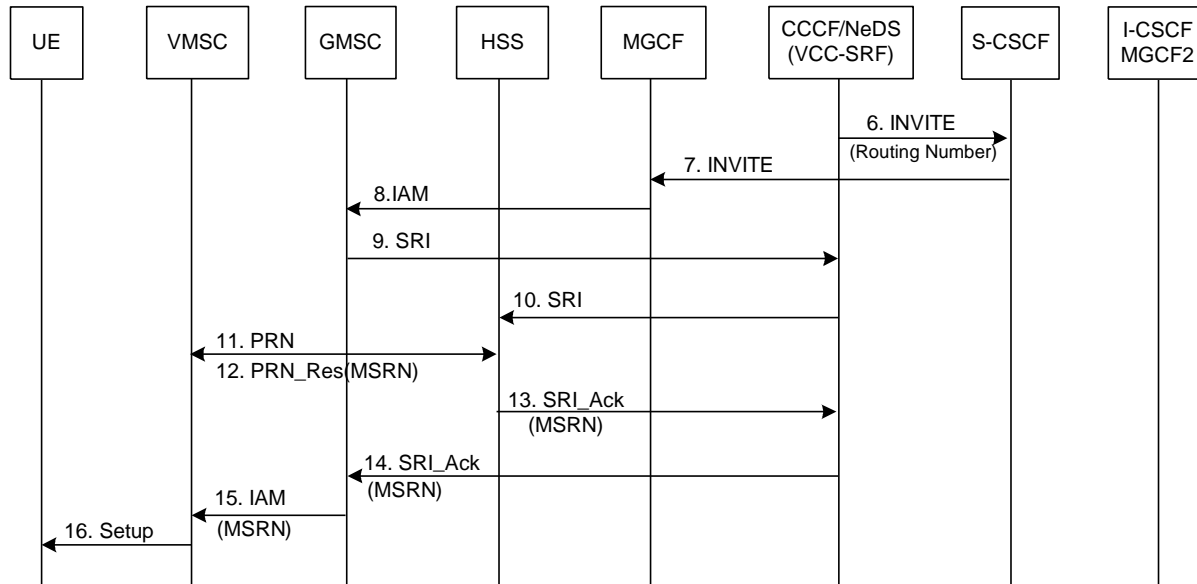 UE
VMSC
GMSC
HSS
MGCF
CCCF/NeDS
(VCC-SRF)
S-CSCF
I-CSCF
MGCF2
6. INVITE
(Routing Number)
7. INVITE
8.IAM
9. SRI
10. SRI
11. PRN
12. PRN_Res(MSRN)
13. SRI_Ack
(MSRN)
14. SRI_Ack
(MSRN)
15. IAM
(MSRN)
16. Setup